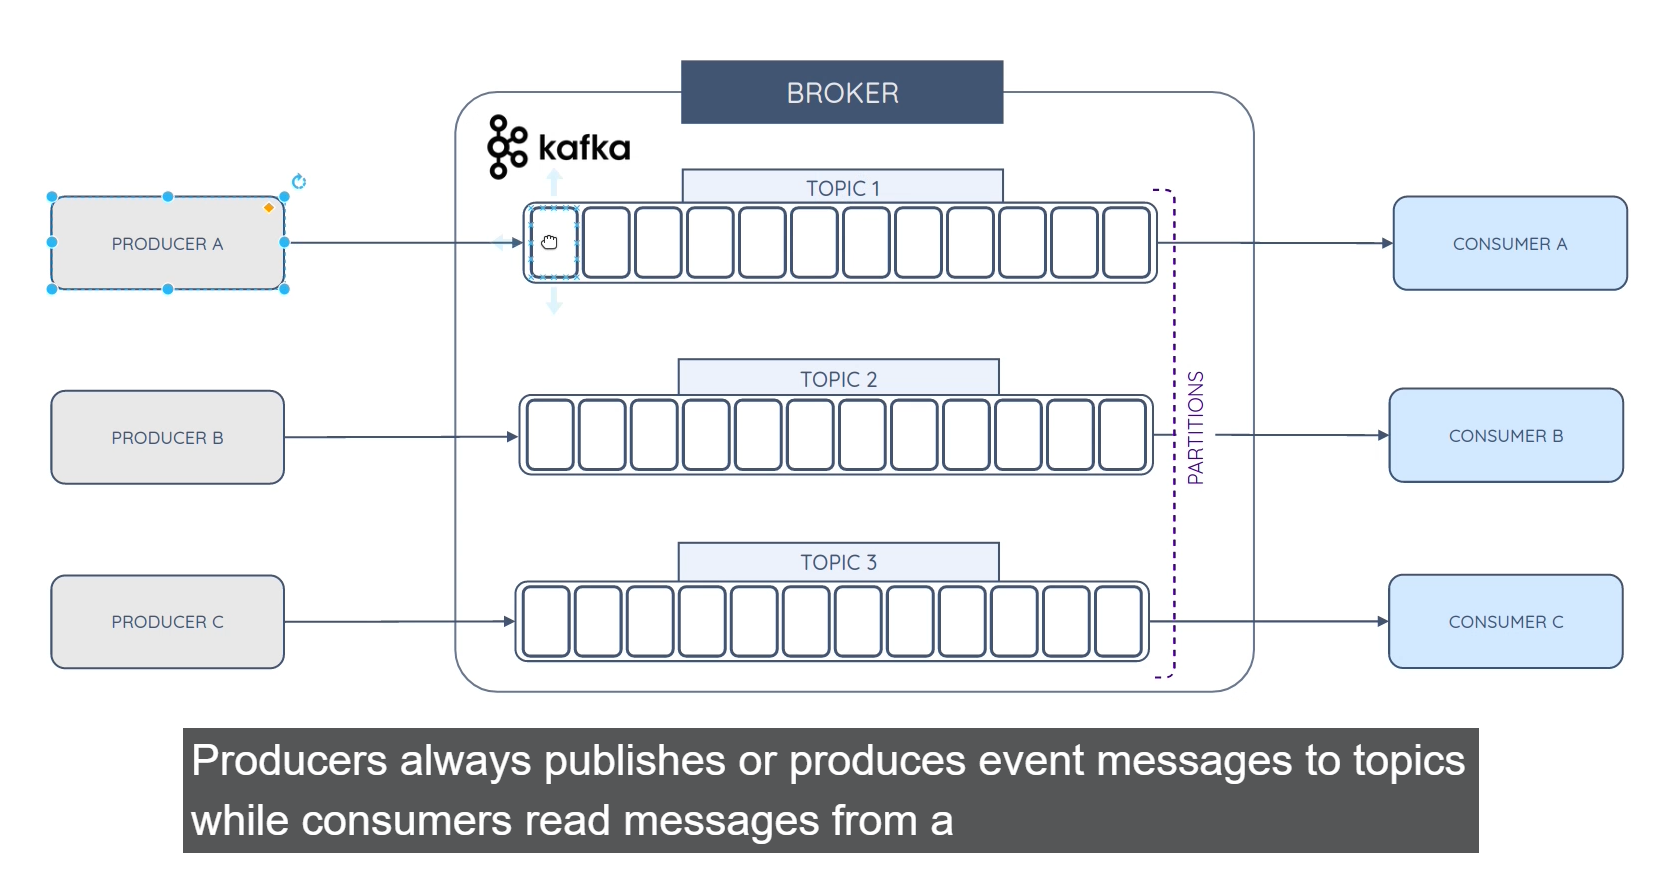 BROKER
kafka
TOPIC 1
PRODUCER A
CONSUMER A
TOPIC 2
PRODUCER B
CONSUMER B
PARTITIONS
TOPIC 3
PRODUCER C
CONSUMER C
Producers always publishes or produces event messages to topics
while consumers read messages from a